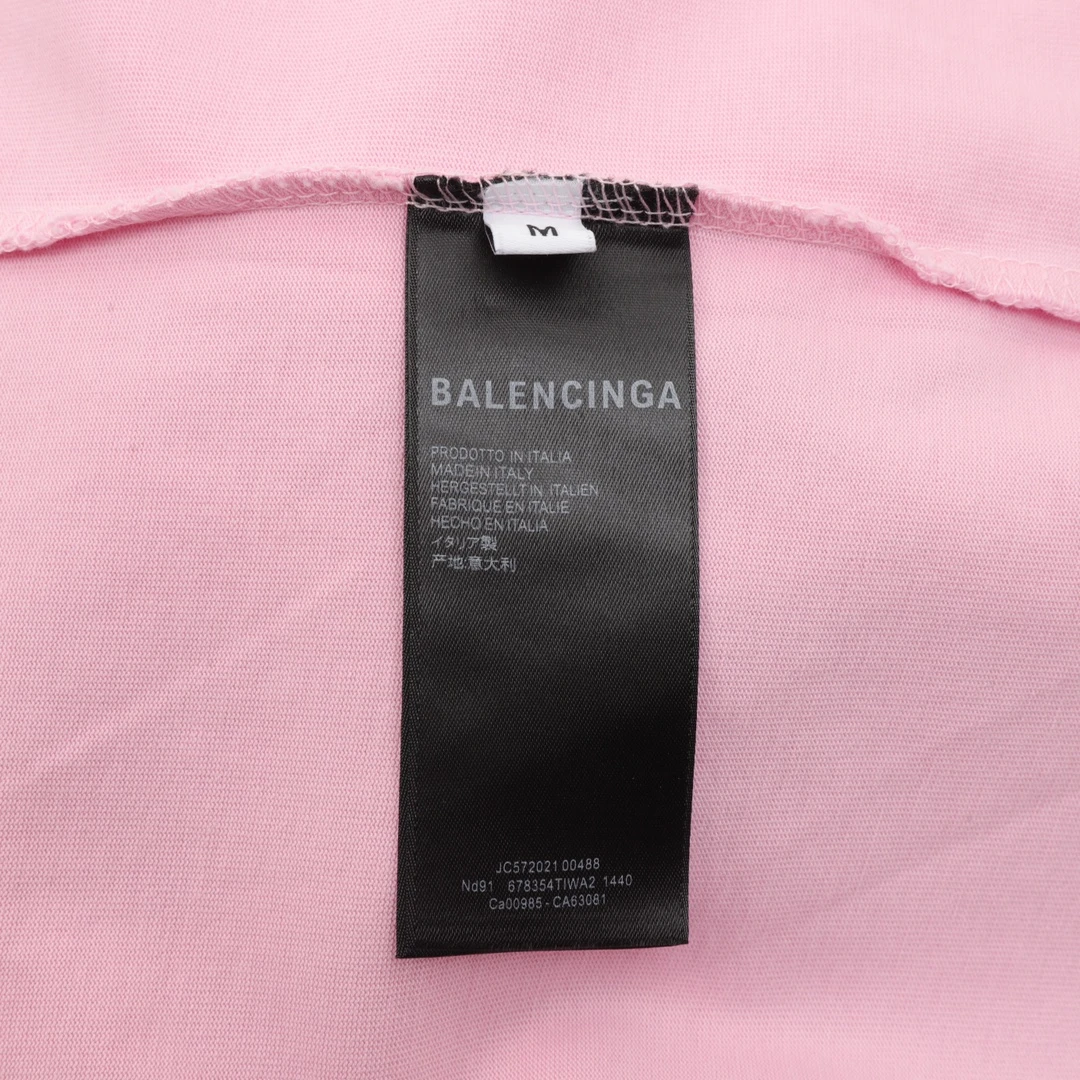 M
BALENCINGA
PRODOTTO IN ITALIA
MADEIN ITALY
HERGESTELLT IN ITALIEN
FABRIQUE EN ITALIE
HECHO EN ITALIA
イタリア製
产地:意大利
JC572021 00488
Nd91 678354TIWA2 1440
Ca00985 - CA63081